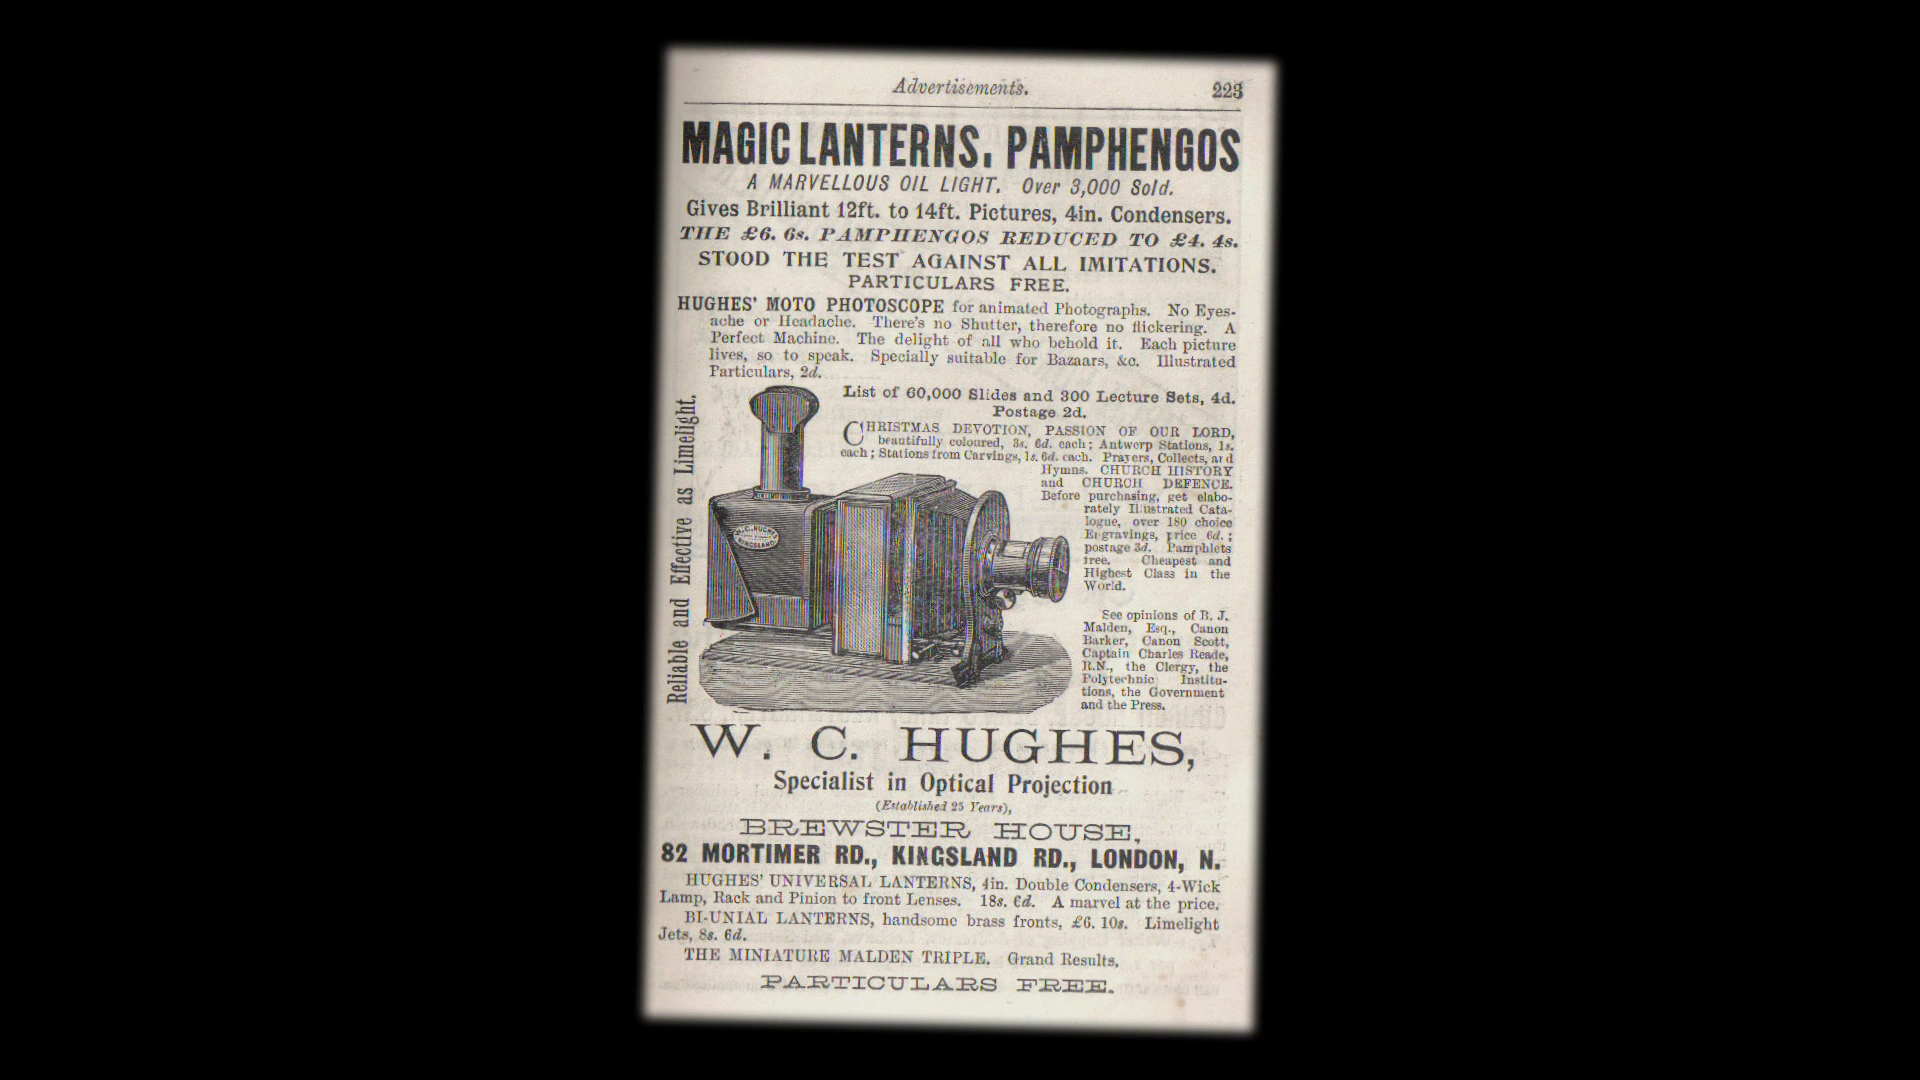 Advertisements. 223
MAGIC LANTERNS. PAMPHENGOS
A MARVELLOUS OIL LIGHT. Over 3,000 Sold.
Gives Brilliant 12ft. to 14ft. Pictures, 4in. Condensers.
THE £6. 6s. PAMPHENGOS REDUCED TO £4. 4s.
STOOD THE TEST AGAINST ALL IMITATIONS.
PARTICULARS FREE.
HUGHES' MOTO PHOTOSCOPE for animated Photographs. No Eyes-
ache or Headache. There's no Shutter, therefore no flickering. A
Perfect Machine. The delight of all who behold it. Each picture
lives, so to speak. Specially suitable for Bazaars, &c. Illustrated
Particulars, 2d.
Reliable and Effective as Limelight.
List of 60,000 Slides and 300 Lecture Sets, 4d.
Postage 2d.
CHRISTMAS DEVOTION, PASSION OF OUR LORD,
beautifully coloured, 3s. 6d. each; Antwerp Stations, 1s.
each; Stations from Carvings, 1s. 6d. each. Prayers, Collects, and
Hymns. CHURCH HISTORY
and CHURCH DEFENCE.
Before purchasing, get elabo-
rately Illustrated Cata-
logue, over 180 choice
Engravings, price 6d.;
postage 3d. Pamphlets
free. Cheapest and
Highest Class in the
World.
W. C. HUGHES
KINGSLAND
See opinions of B. J.
Malden, Esq., Canon
Barker, Canon Scott,
Captain Charles Reade,
R.N., the Clergy, the
Polytechnic Institu-
tions, the Government
and the Press.
W. C. HUGHES,
Specialist in Optical Projection
(Established 25 Years),
BREWSTER HOUSE,
82 MORTIMER RD., KINGSLAND RD., LONDON, N.
HUGHES' UNIVERSAL LANTERNS, 4in. Double Condensers, 4-Wick
Lamp, Rack and Pinion to front Lenses. 18s. 6d. A marvel at the price.
BI-UNIAL LANTERNS, handsome brass fronts, £6. 10s. Limelight
Jets, 8s. 6d.
THE MINIATURE MALDEN TRIPLE. Grand Results.
PARTICULARS FREE.